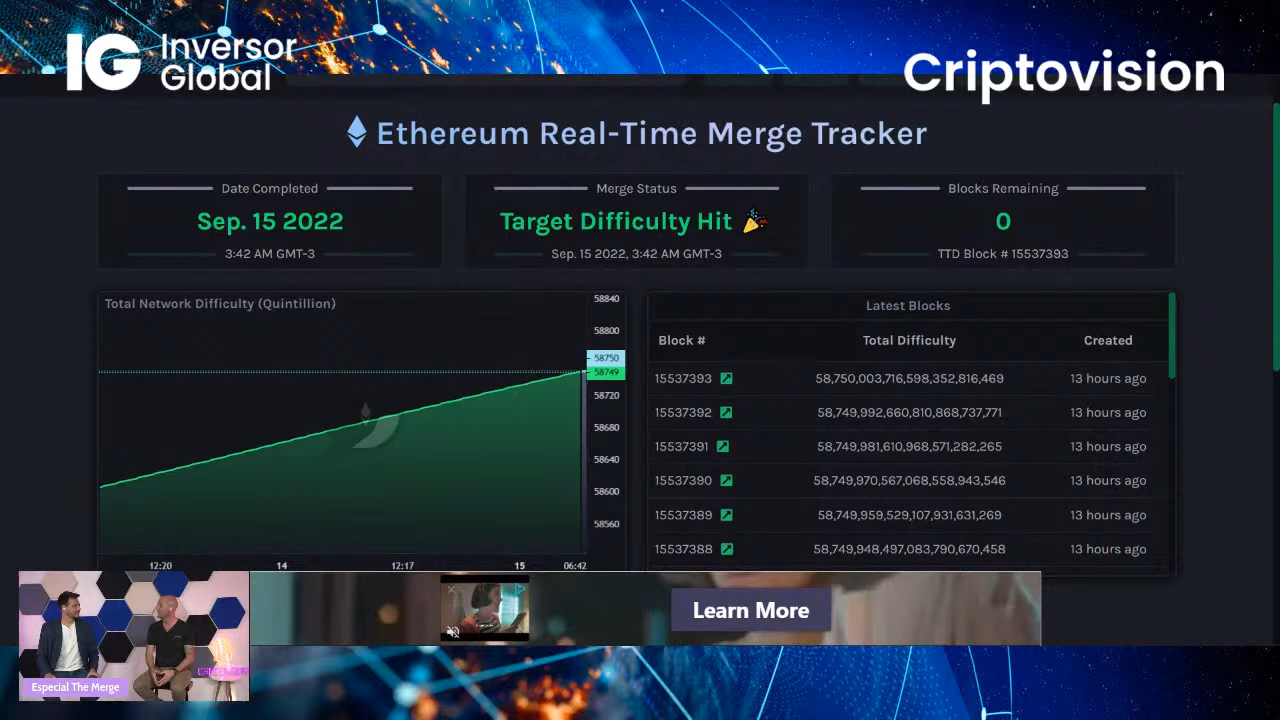 IG Inversor
Global
Criptovision
Ethereum Real-Time Merge Tracker
Date Completed
Sep. 15 2022
3:42 AM GMT-3
Merge Status
Target Difficulty Hit
Sep. 15 2022, 3:42 AM GMT-3
Blocks Remaining
0
TTD Block # 15537393
Total Network Difficulty (Quintillion)
58840
58800
58750
58749
58720
58680
58640
58600
58560
12:20 14 12:17 15 06:42
Latest Blocks
Block # Total Difficulty Created
15537393 58,750,003,716,598,352,816,469 13 hours ago
15537392 58,749,992,660,810,868,737,771 13 hours ago
15537391 58,749,981,610,968,571,282,265 13 hours ago
15537390 58,749,970,567,068,558,943,546 13 hours ago
15537389 58,749,959,529,107,931,631,269 13 hours ago
15537388 58,749,948,497,083,790,670,458 13 hours ago
Learn More
Especial The Merge